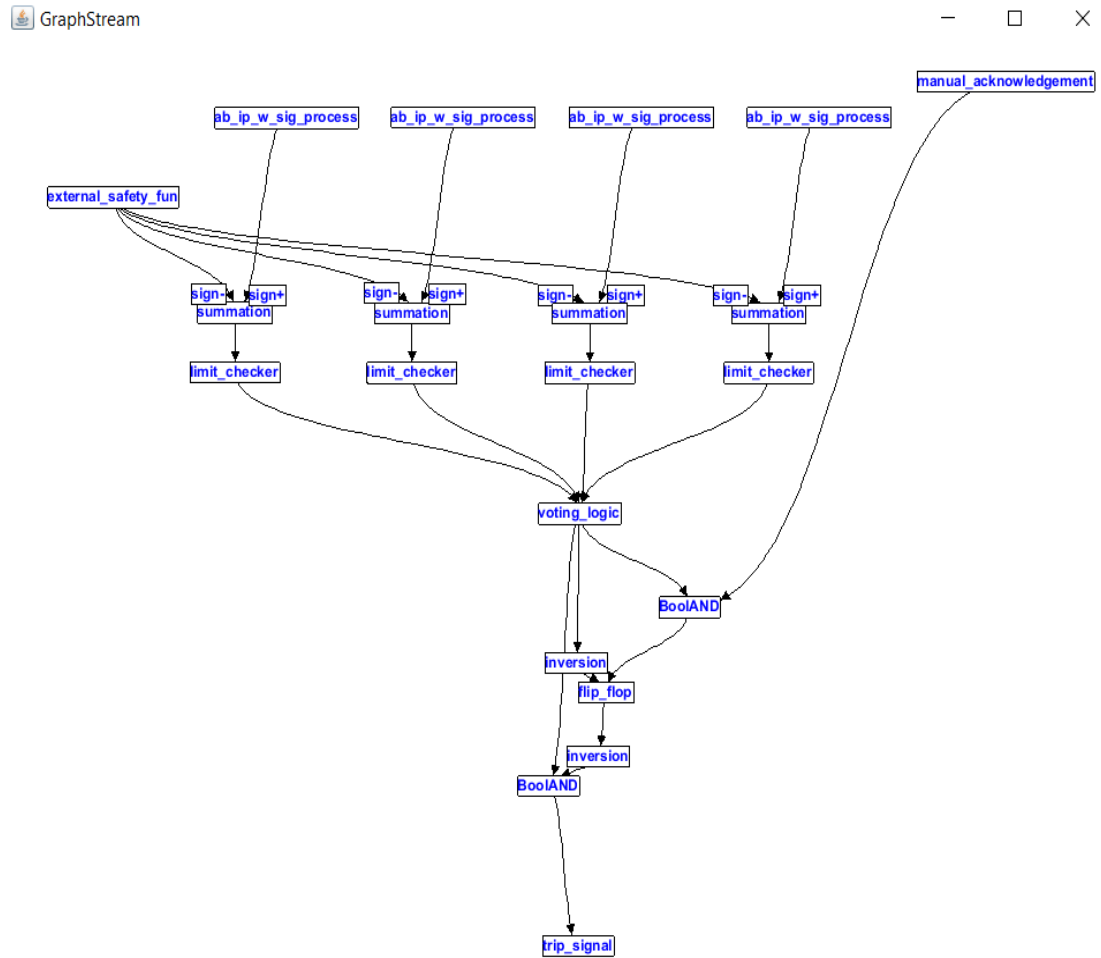 GraphStream
manual_acknowledgement
ab_ip_w_sig_process
ab_ip_w_sig_process
ab_ip_w_sig_process
ab_ip_w_sig_process
external_safety_fun
sign-
sign+
sign-
sign+
sign-
sign+
sign-
sign+
summation
summation
summation
summation
limit_checker
limit_checker
limit_checker
limit_checker
voting_logic
BoolAND
inversion
flip_flop
inversion
BoolAND
trip_signal